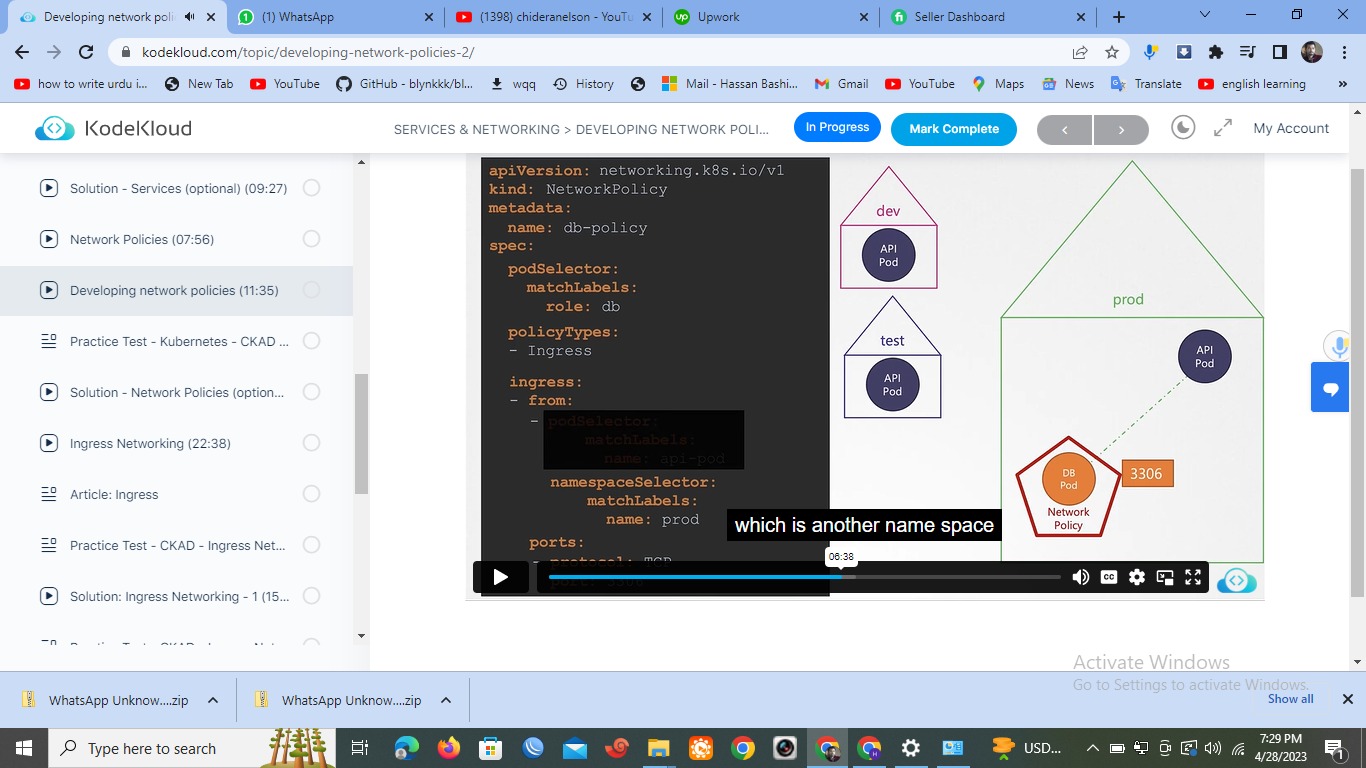 Developing network poli
(1) WhatsApp
(1398) chideranelson - YouTu
Upwork
Seller Dashboard
kodekloud.com/topic/developing-network-policies-2/
how to write urdu i...
New Tab
YouTube
GitHub - blynkkk/bl...
wqq
History
Mail - Hassan Bashi...
Gmail
YouTube
Maps
News
Translate
english learning
KodeKloud
SERVICES & NETWORKING > DEVELOPING NETWORK POLI...
In Progress
Mark Complete
My Account
Solution - Services (optional) (09:27)
Network Policies (07:56)
Developing network policies (11:35)
Practice Test - Kubernetes - CKAD ...
Solution - Network Policies (option...
Ingress Networking (22:38)
Article: Ingress
Practice Test - CKAD - Ingress Net...
Solution: Ingress Networking - 1 (15...
apiVersion: networking.k8s.io/v1
kind: NetworkPolicy
metadata:
name: db-policy
spec:
podSelector:
matchLabels:
role: db
policyTypes:
- Ingress
ingress:
- from:
- podSelector:
matchLabels:
name: api-pod
namespaceSelector:
matchLabels:
name: prod
ports:
- protocol: TCP
dev
API
Pod
test
API
Pod
prod
API
Pod
DB
Pod
Network
Policy
3306
which is another name space
06:38
CC
Activate Windows
Go to Settings to activate Windows.
WhatsApp Unknow....zip
WhatsApp Unknow....zip
Show all
Type here to search
USD...
7:29 PM
4/28/2023
1